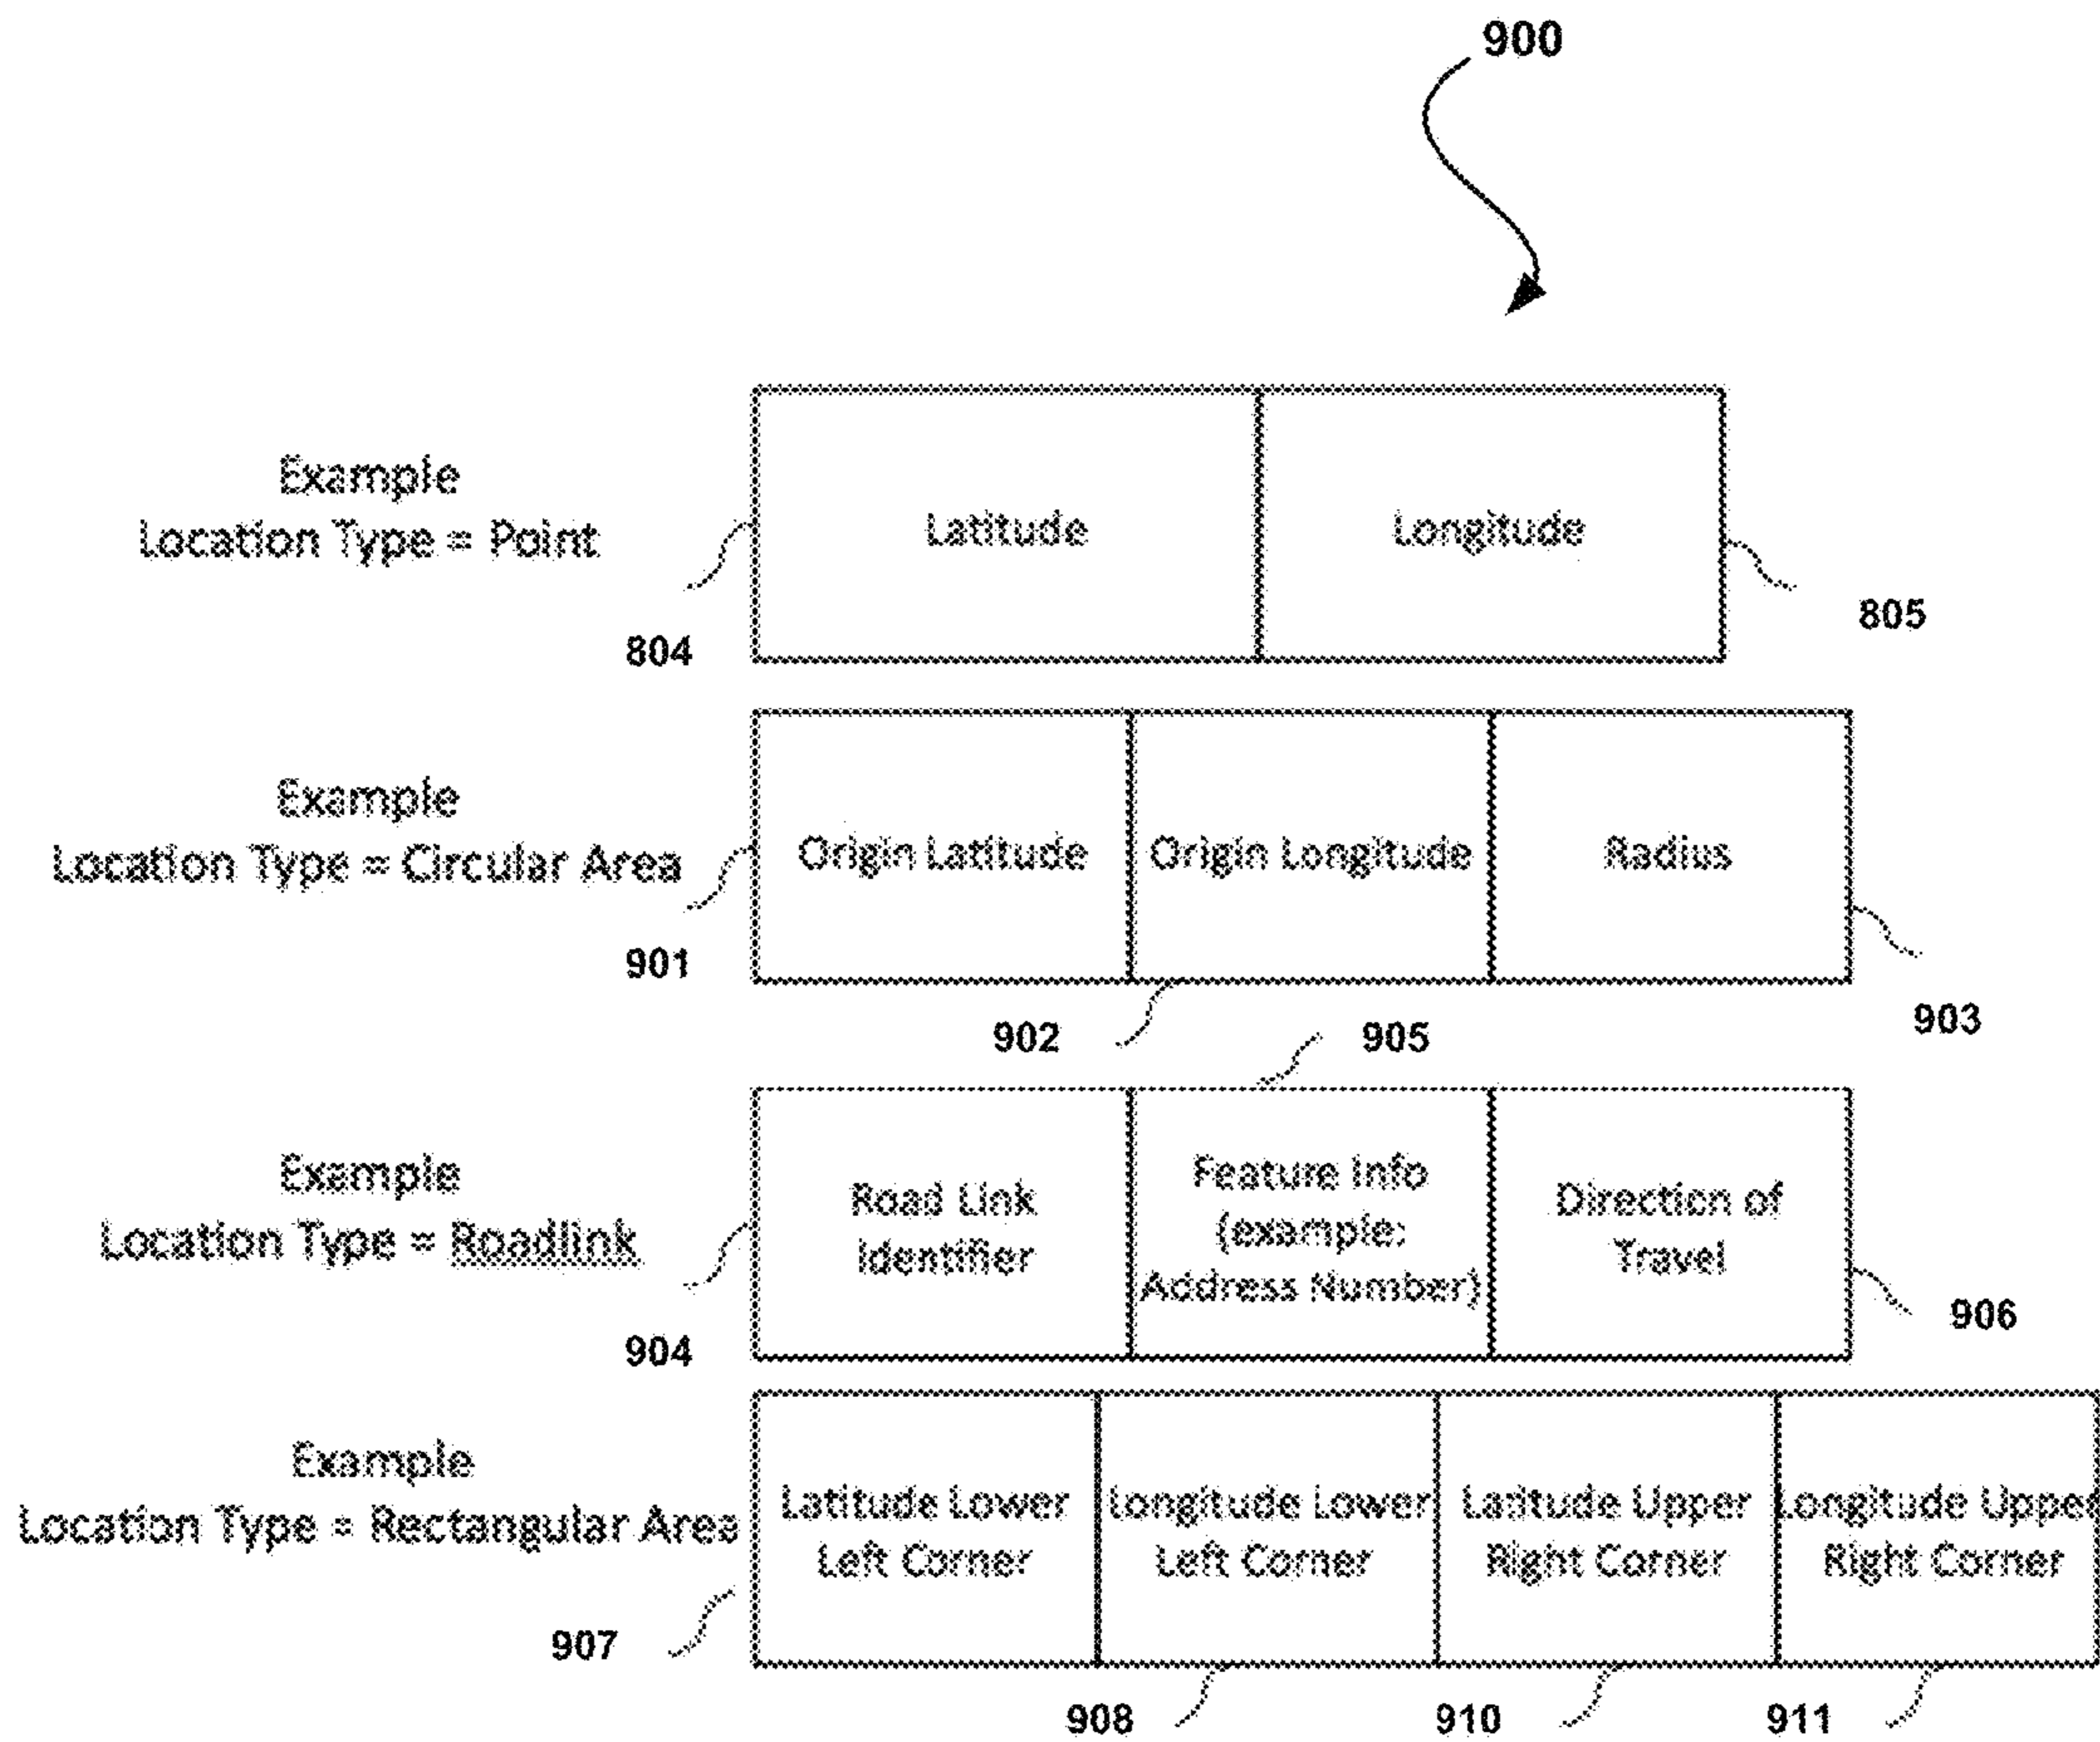 900
Example
Location Type = Point
Latitude
Longitude
804
805
Example
Location Type = Circular Area
Origin Latitude
Origin Longitude
Radius
901
902
903
905
Example
Location Type = Roadlink
Road Link
Identifier
Feature Info
(example:
Address Number)
Direction of
Travel
904
906
Example
Location Type = Rectangular Area
Latitude Lower
Left Corner
Longitude Lower
Left Corner
Latitude Upper
Right Corner
Longitude Upper
Right Corner
907
908
910
911